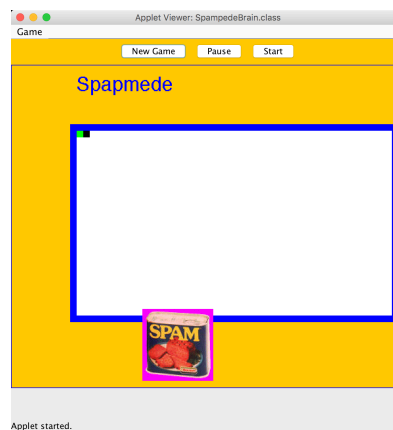 Applet Viewer: SpampedeBrain.class
Game
New Game Pause Start
Spapmede
SPAM
Applet started.